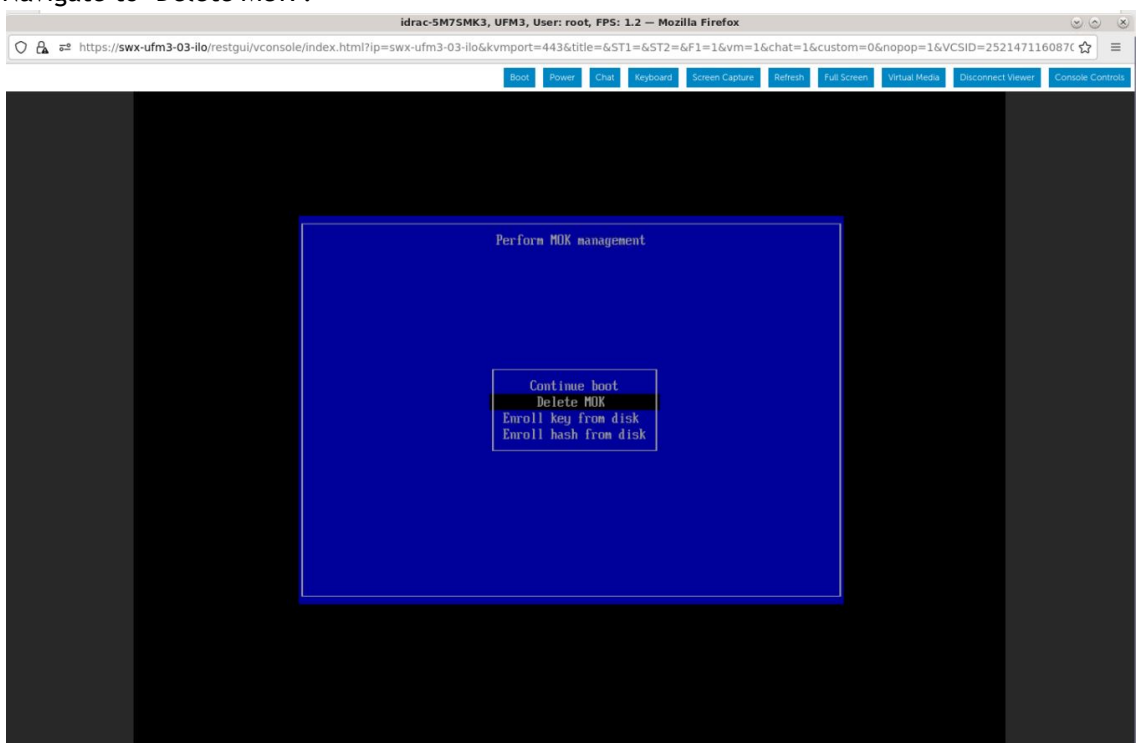 Navigate to "Delete MOK".
idrac-5M7SMK3, UFM3, User: root, FPS: 1.2 — Mozilla Firefox
https://swx-ufm3-03-ilo/restgui/vconsole/index.html?ip=swx-ufm3-03-ilo&kvmport=443&title=&ST1=&ST2=&F1=1&vm=1&chat=1&custom=0&nopop=1&VCSID=2521471160870
Boot Power Chat Keyboard Screen Capture Refresh Full Screen Virtual Media Disconnect Viewer Console Controls
Perform MOK management
Continue boot
Delete MOK
Enroll key from disk
Enroll hash from disk